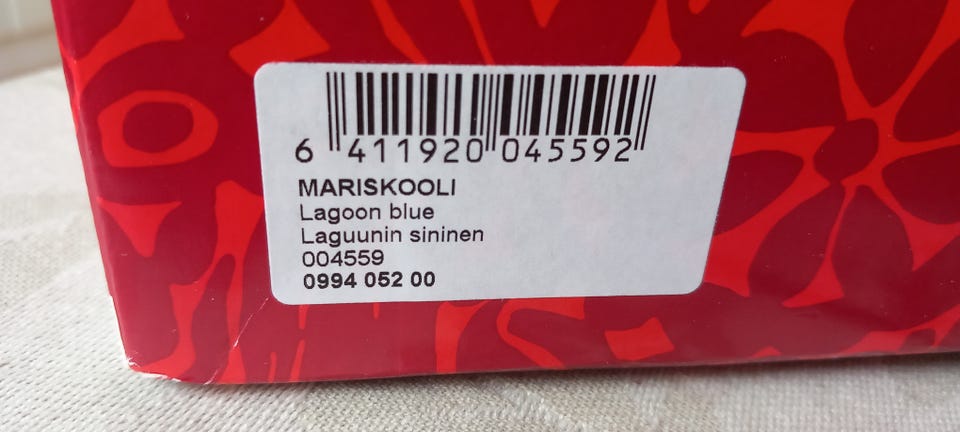 6 411920 045592
MARISKOOLI
Lagoon blue
Laguunin sininen
004559
0994 052 00